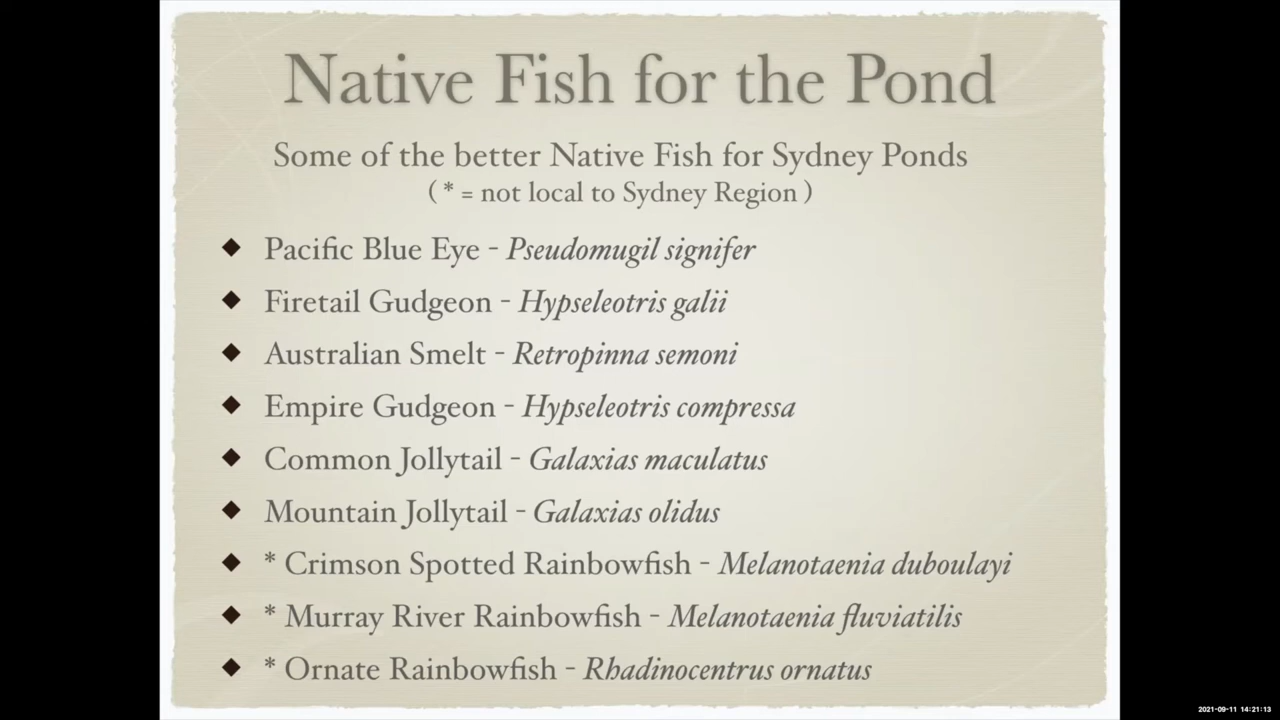 Native Fish for the Pond
Some of the better Native Fish for Sydney Ponds
( * = not local to Sydney Region )
◆ Pacific Blue Eye - Pseudomugil signifer
◆ Firetail Gudgeon - Hypseleotris galii
◆ Australian Smelt - Retropinna semoni
◆ Empire Gudgeon - Hypseleotris compressa
◆ Common Jollytail - Galaxias maculatus
◆ Mountain Jollytail - Galaxias olidus
◆ * Crimson Spotted Rainbowfish - Melanotaenia duboulayi
◆ * Murray River Rainbowfish - Melanotaenia fluviatilis
◆ * Ornate Rainbowfish - Rhadinocentrus ornatus
2021-09-11 14:21:13